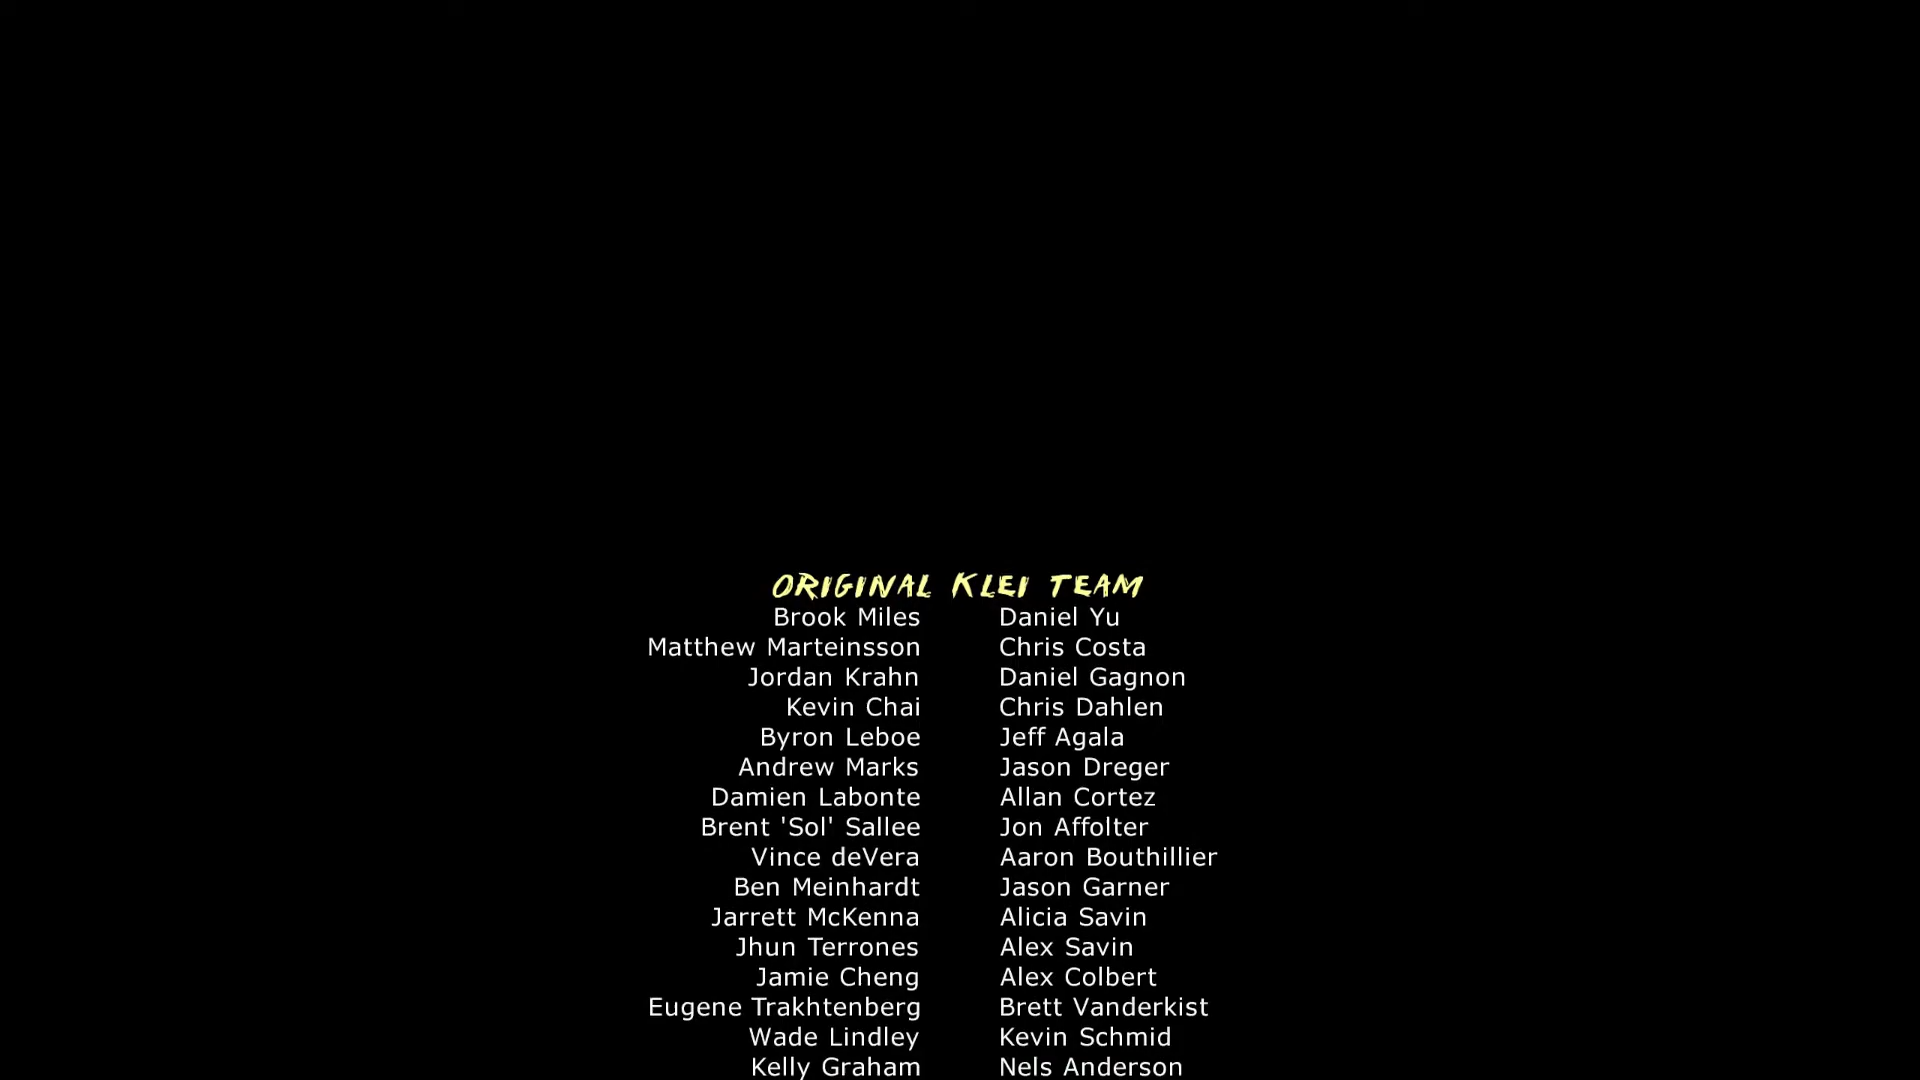 ORIGINAL KLEI TEAM
Brook Miles Daniel Yu
Matthew Marteinsson Chris Costa
Jordan Krahn Daniel Gagnon
Kevin Chai Chris Dahlen
Byron Leboe Jeff Agala
Andrew Marks Jason Dreger
Damien Labonte Allan Cortez
Brent 'Sol' Sallee Jon Affolter
Vince deVera Aaron Bouthillier
Ben Meinhardt Jason Garner
Jarrett McKenna Alicia Savin
Jhun Terrones Alex Savin
Jamie Cheng Alex Colbert
Eugene Trakhtenberg Brett Vanderkist
Wade Lindley Kevin Schmid
Kelly Graham Nels Anderson